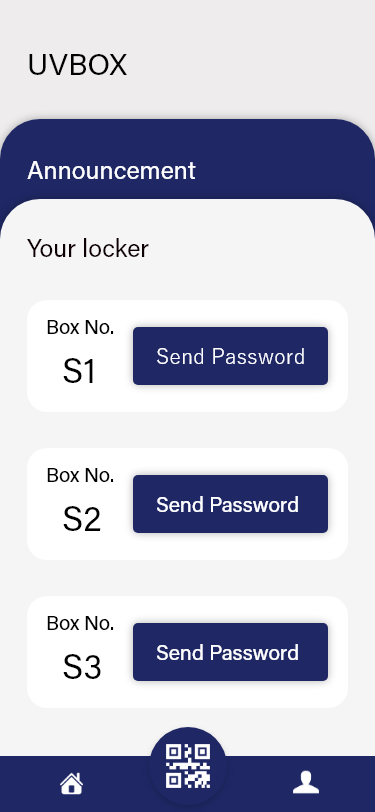 UVBOX
Announcement
Your locker
Box No.
S1
Send Password
Box No.
S2
Send Password
Box No.
S3
Send Password